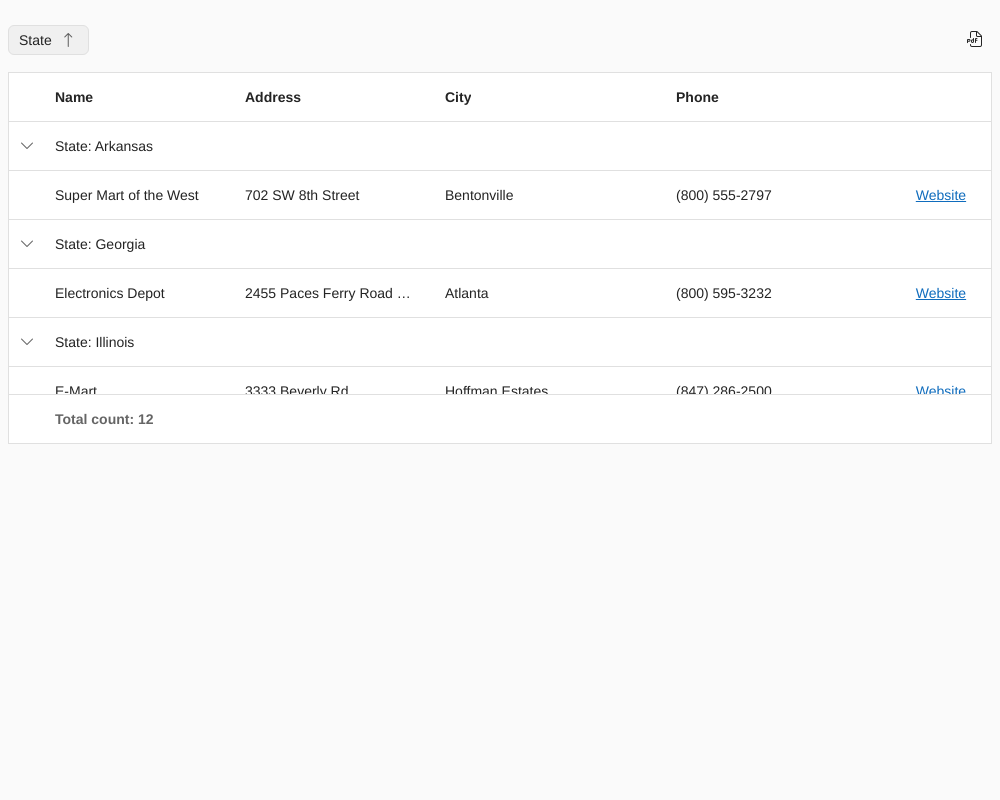 State
PDF
Name Address City Phone
State: Arkansas
Super Mart of the West 702 SW 8th Street Bentonville (800) 555-2797 Website
State: Georgia
Electronics Depot 2455 Paces Ferry Road ... Atlanta (800) 595-3232 Website
State: Illinois
E-Mart 3333 Beverly Rd Hoffman Estates (847) 286-2500 Website
Total count: 12